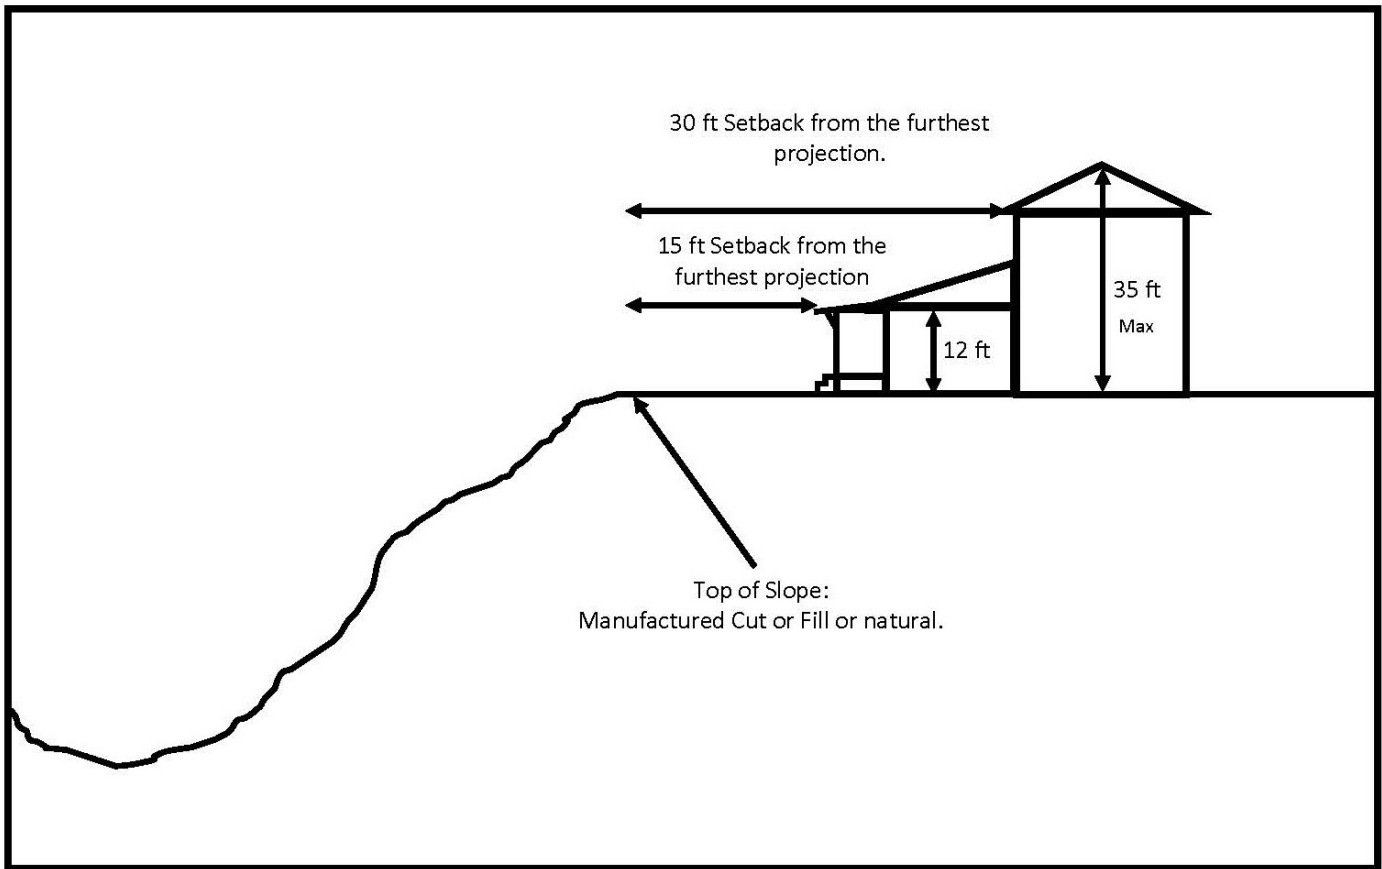 30 ft Setback from the furthest
projection.
15 ft Setback from the
furthest projection
35 ft
Max
12 ft
Top of Slope:
Manufactured Cut or Fill or natural.